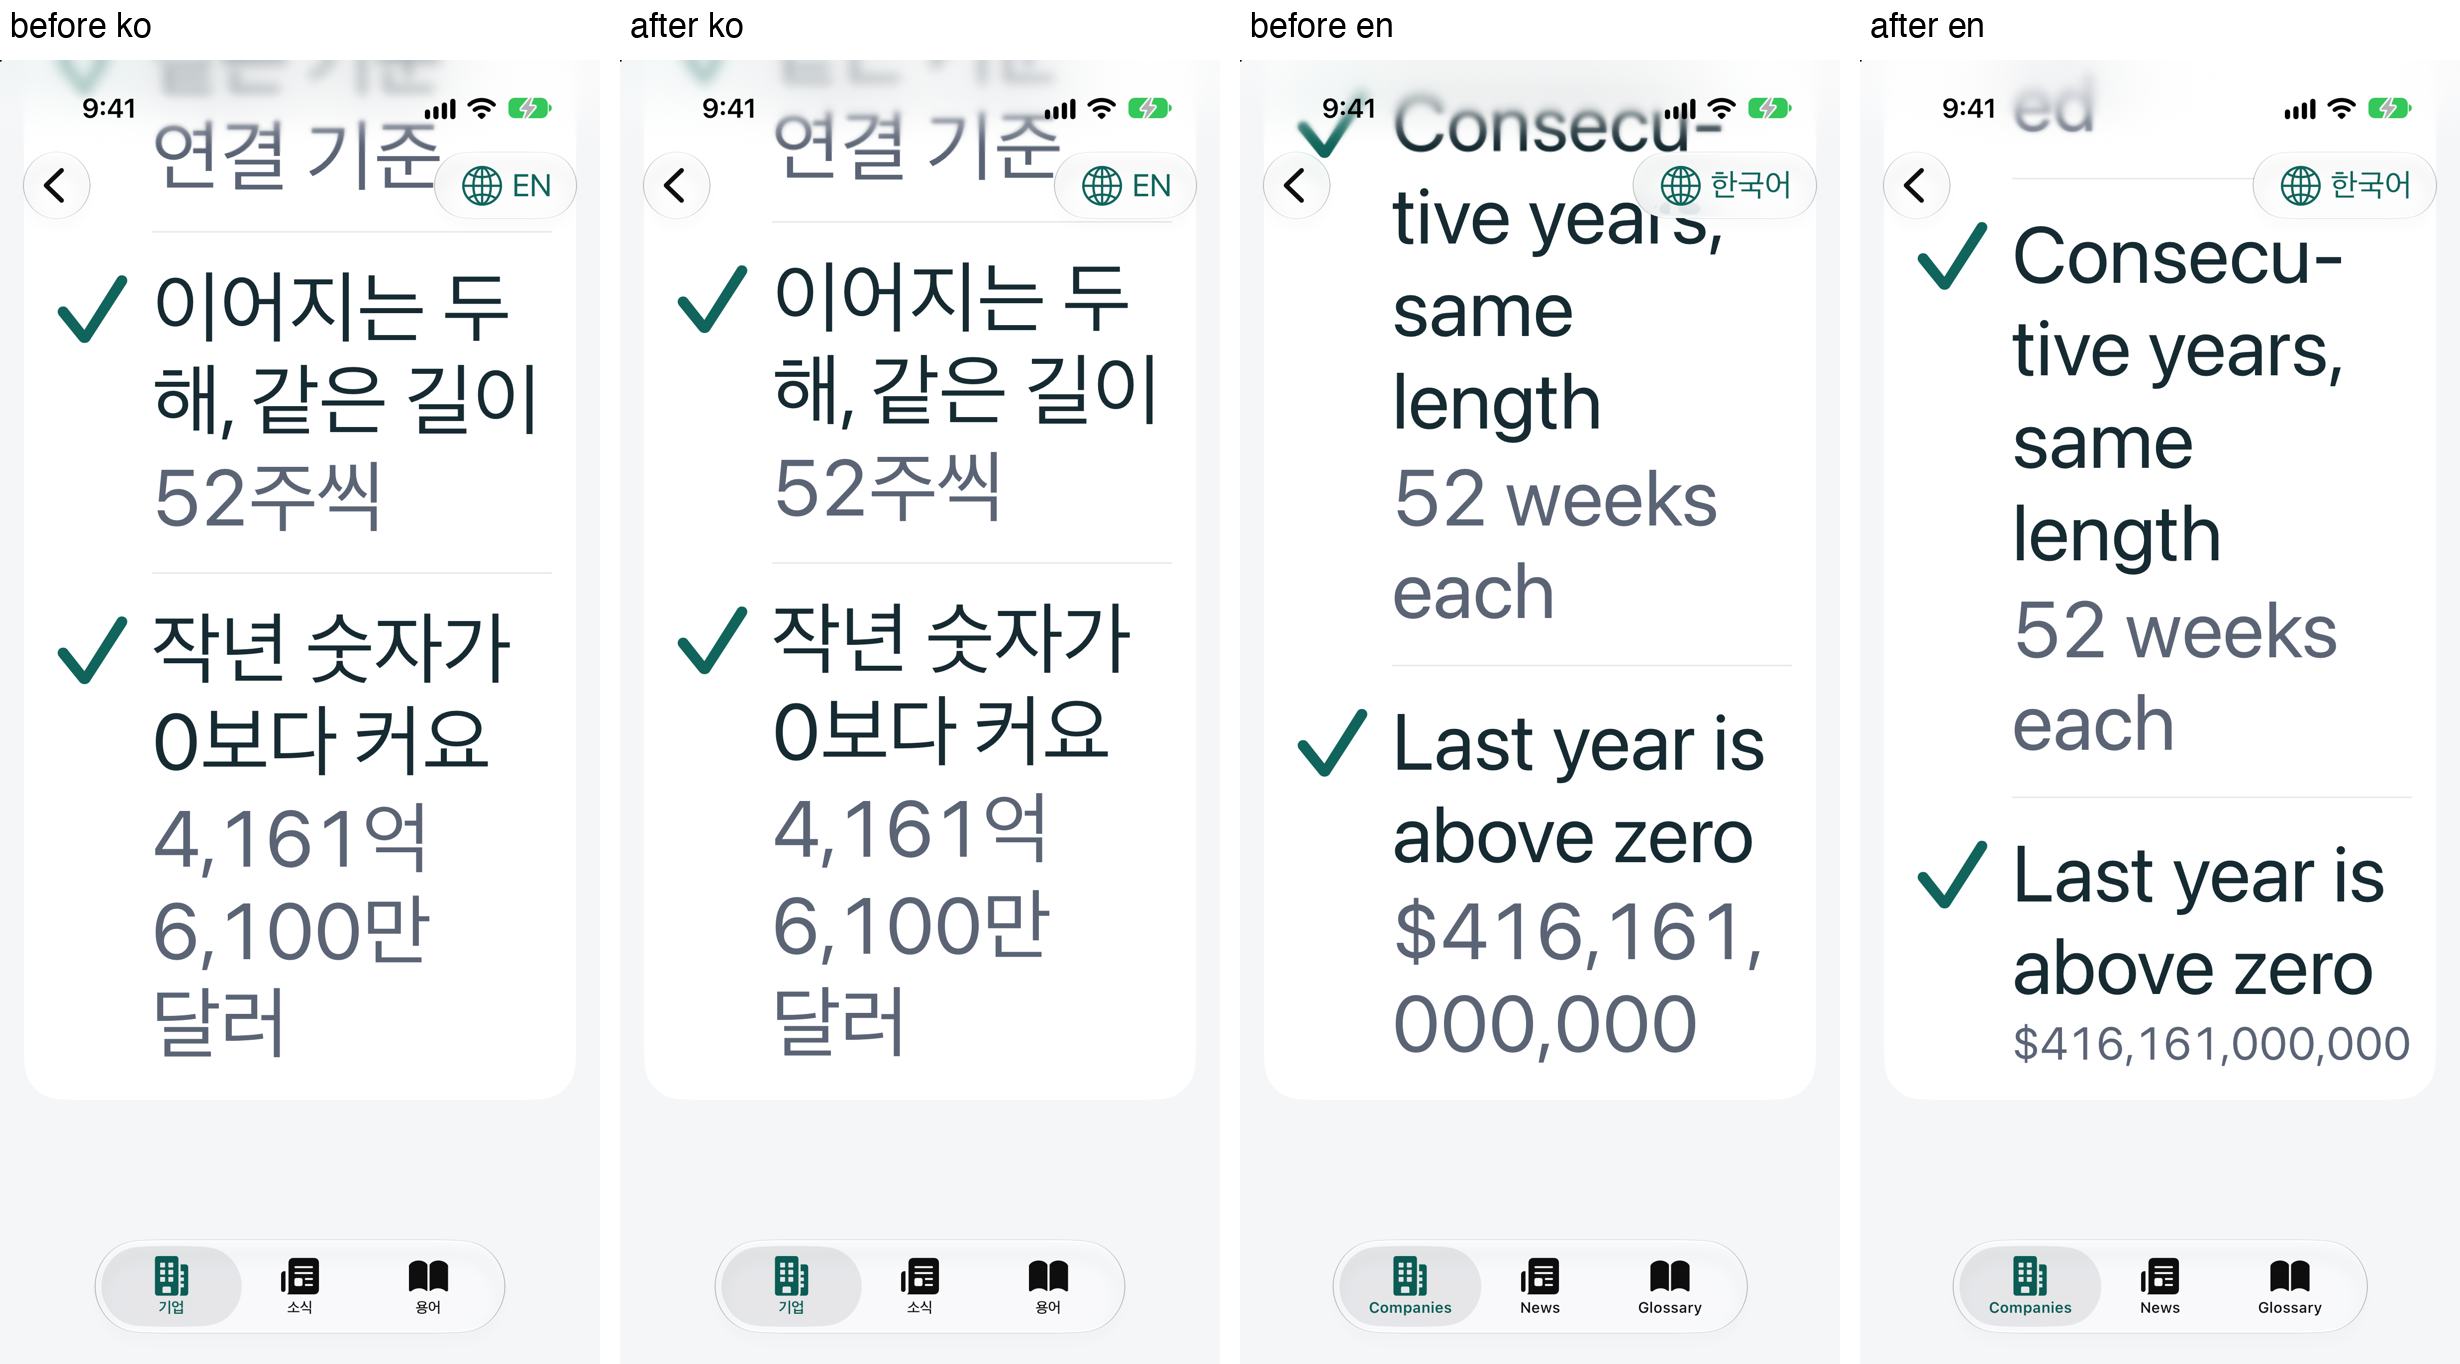 before ko
9:41
연결 기준
EN
이어지는 두
해, 같은 길이
52주씩
작년 숫자가
0보다 커요
4,161억
6,100만
달러
기업
소식
용어
after ko
9:41
연결 기준
EN
이어지는 두
해, 같은 길이
52주씩
작년 숫자가
0보다 커요
4,161억
6,100만
달러
기업
소식
용어
before en
9:41
Consecu-
한국어
tive years,
same
length
52 weeks
each
Last year is
above zero
$416,161,
000,000
Companies
News
Glossary
after en
9:41
ed
한국어
Consecu-
tive years,
same
length
52 weeks
each
Last year is
above zero
$416,161,000,000
Companies
News
Glossary